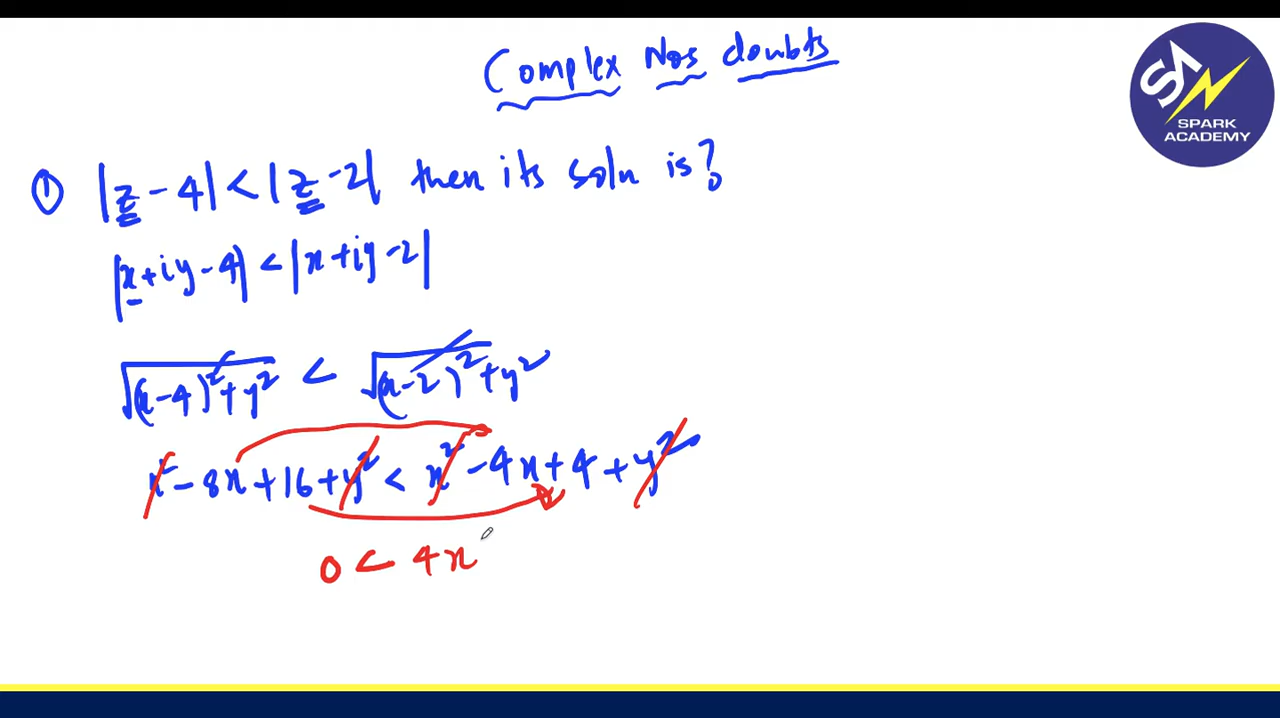 Complex Nos doubts
SAN
SPARK
ACADEMY
① |z-4| < |z-2| then its soln is?
|x+iy-4| < |x+iy-2|
√(x-4)²+y² < √(x-2)²+y²
x²-8x+16+y² < x²-4x+4+y²
0 < 4x